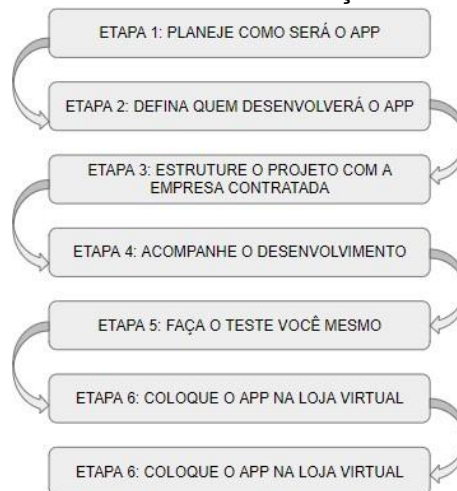 ETAPA 1: PLANEJE COMO SERÁ O APP
ETAPA 2: DEFINA QUEM DESENVOLVERÁ O APP
ETAPA 3: ESTRUTURE O PROJETO COM A
EMPRESA CONTRATADA
ETAPA 4: ACOMPANHE O DESENVOLVIMENTO
ETAPA 5: FAÇA O TESTE VOCÊ MESMO
ETAPA 6: COLOQUE O APP NA LOJA VIRTUAL
ETAPA 6: COLOQUE O APP NA LOJA VIRTUAL